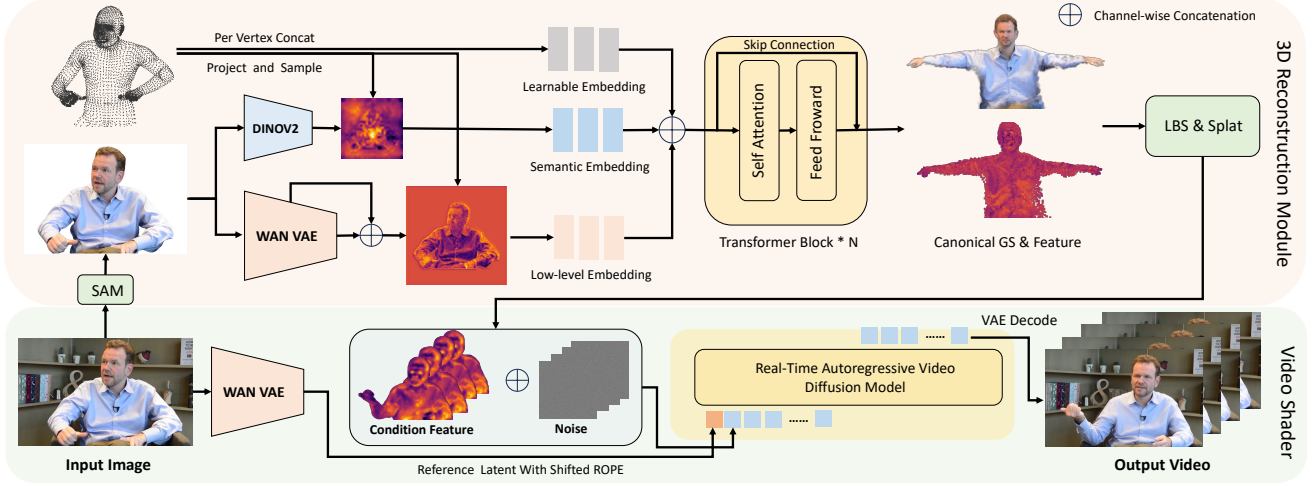 Channel-wise Concatenation
Per Vertex Concat
Project and Sample
Skip Connection
Learnable Embedding
DINOV2
Semantic Embedding
Self Attention
Feed Froward
LBS & Splat
WAN VAE
Low-level Embedding
Transformer Block * N
Canonical GS & Feature
3D Reconstruction Module
SAM
VAE Decode
......
WAN VAE
Real-Time Autoregressive Video
Diffusion Model
......
Condition Feature
Noise
Input Image
Reference Latent With Shifted ROPE
Output Video
Video Shader